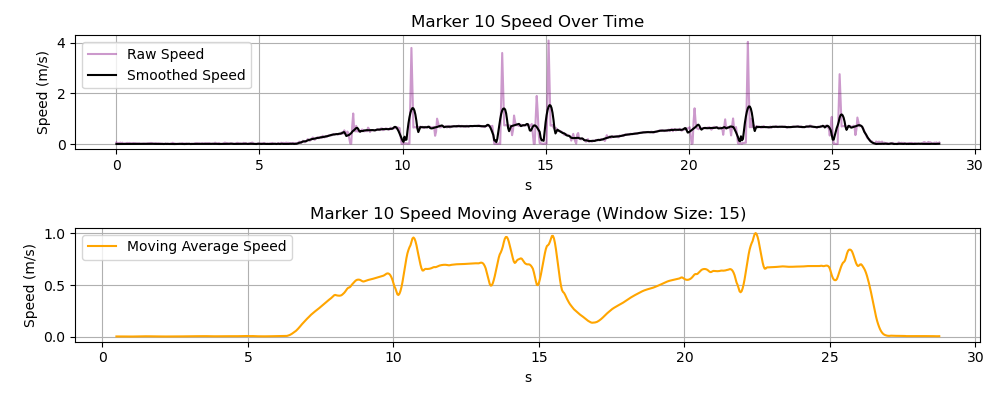 Marker 10 Speed Over Time
Speed (m/s)
4
2
0
Raw Speed
Smoothed Speed
0 5 10 15 20 25 30
s
Marker 10 Speed Moving Average (Window Size: 15)
Speed (m/s)
1.0
0.5
0.0
Moving Average Speed
0 5 10 15 20 25 30
s